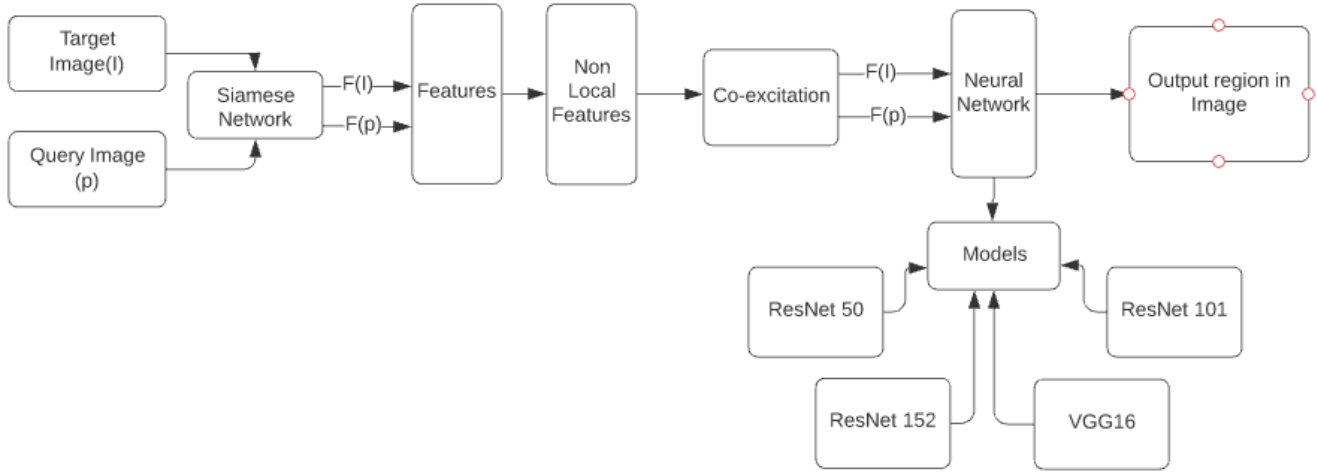 Target
Image(I)
Siamese
Network
Query Image
(p)
F(I)
F(p)
Features
Non
Local
Features
Co-excitation
F(I)
F(p)
Neural
Network
Output region in
Image
Models
ResNet 50
ResNet 101
ResNet 152
VGG16